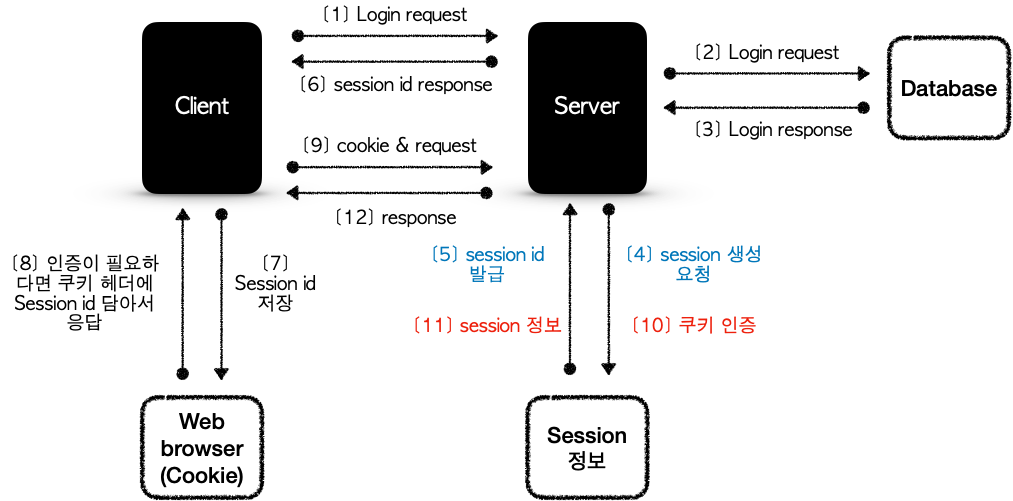 [1] Login request
[6] session id response
Client
Server
[2] Login request
[3] Login response
Database
[9] cookie & request
[12] response
[8] 인증이 필요하
다면 쿠키 헤더에
Session id 담아서
응답
[7]
Session id
저장
[5] session id
발급
[4] session 생성
요청
[11] session 정보
[10] 쿠키 인증
Web
browser
(Cookie)
Session
정보